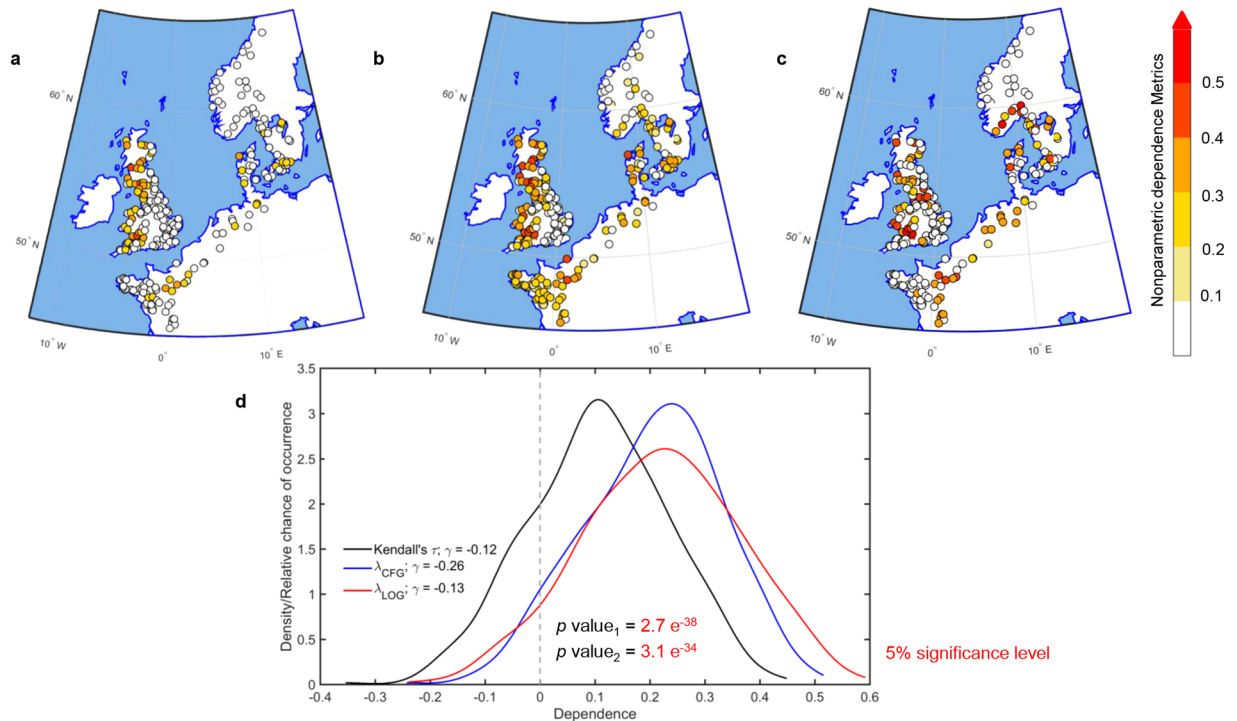 a
b
c
60° N
50° N
10° W
0°
10° E
60° N
50° N
10° W
0°
10° E
60° N
50° N
10° W
0°
10° E
Nonparametric dependence Metrics
0.5
0.4
0.3
0.2
0.1
d
Density/Relative chance of occurrence
3.5
3
2.5
2
1.5
1
0.5
0
Kendall's τ; γ = -0.12
λCFG; γ = -0.26
λLOG; γ = -0.13
p value₁ = 2.7 e⁻³⁸
p value₂ = 3.1 e⁻³⁴
5% significance level
-0.4 -0.3 -0.2 -0.1 0 0.1 0.2 0.3 0.4 0.5 0.6
Dependence